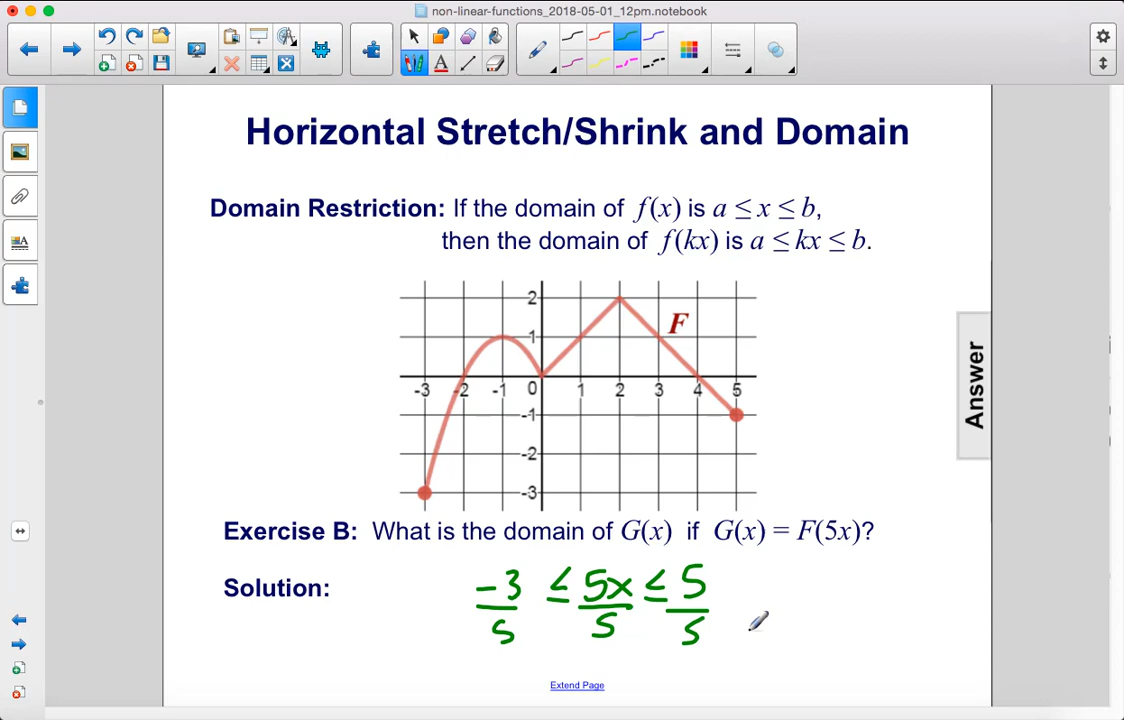 non-linear-functions_2018-05-01_12pm.notebook
Horizontal Stretch/Shrink and Domain
Domain Restriction: If the domain of f(x) is a ≤ x ≤ b,
then the domain of f(kx) is a ≤ kx ≤ b.
2
F
1
-3 -2 -1 0 1 2 3 4 5
-1
-2
-3
Answer
Exercise B: What is the domain of G(x) if G(x) = F(5x)?
Solution: -3 ≤ 5x ≤ 5
5 5 5
Extend Page